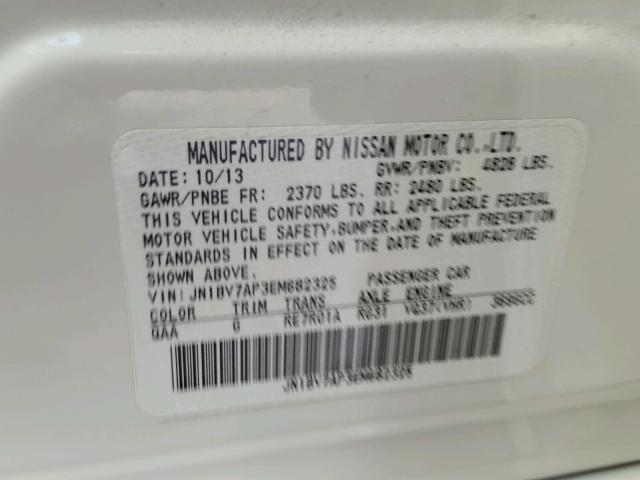 MANUFACTURED BY NISSAN MOTOR CO.,LTD.
DATE: 10/13 GVWR/PNBV: 4828 LBS.
GAWR/PNBE FR: 2370 LBS. RR: 2480 LBS.
THIS VEHICLE CONFORMS TO ALL APPLICABLE FEDERAL
MOTOR VEHICLE SAFETY,BUMPER,AND THEFT PREVENTION
STANDARDS IN EFFECT ON THE DATE OF MANUFACTURE
SHOWN ABOVE.
VIN:JN1BV7AP3EM682325 PASSENGER CAR
COLOR TRIM TRANS AXLE ENGINE
QAA RE7R01A R631 VQ37(VHR) 3696CC
JN1BV7AP3EM682325